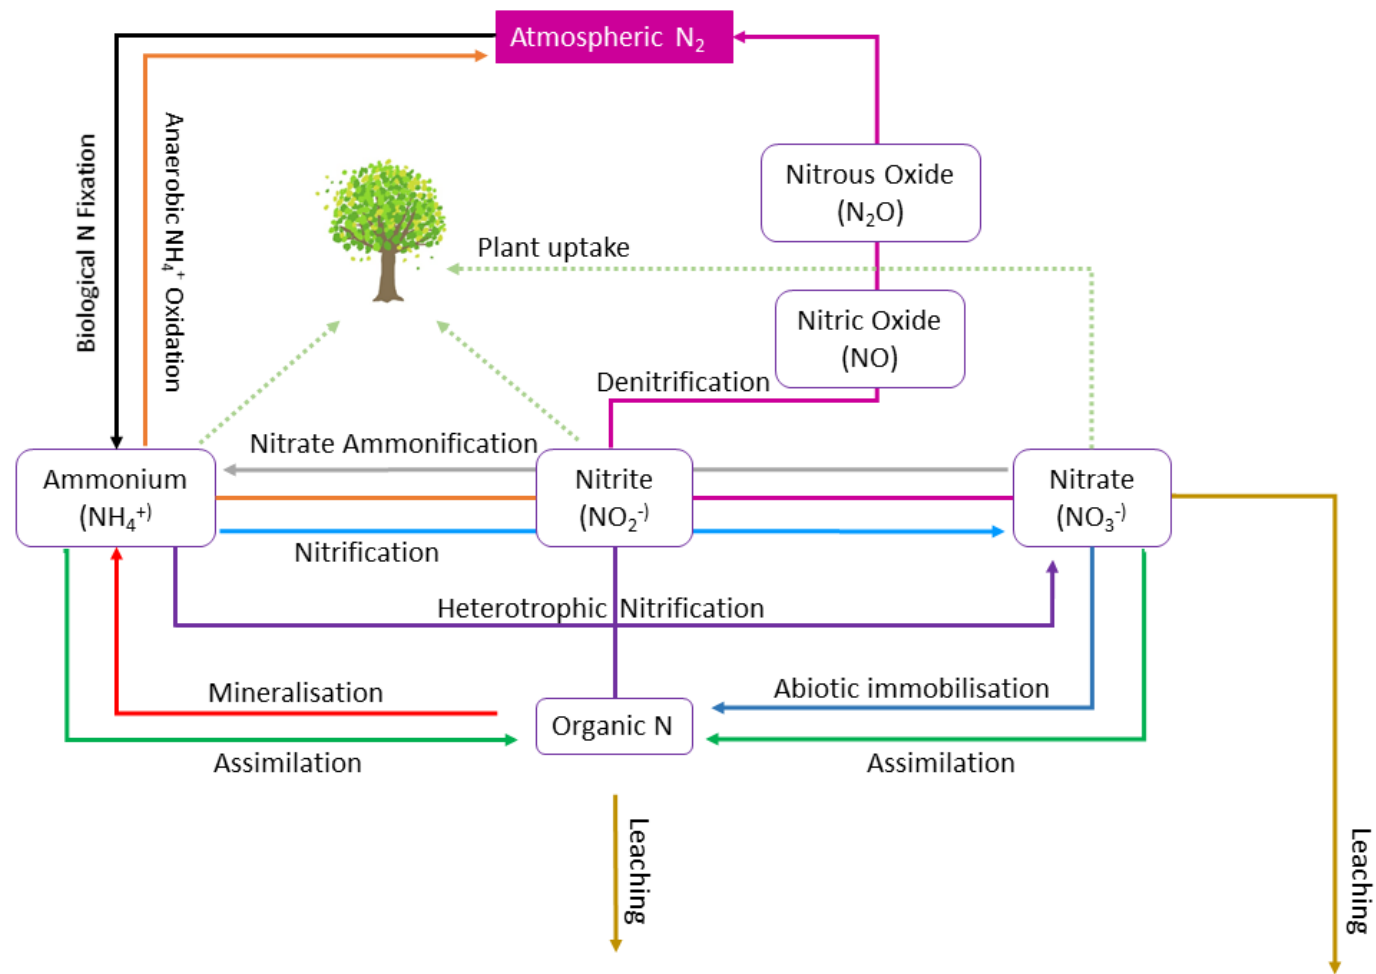 Atmospheric N₂
Biological N Fixation
Anaerobic NH₄⁺ Oxidation
Nitrous Oxide
(N₂O)
Plant uptake
Nitric Oxide
(NO)
Denitrification
Nitrate Ammonification
Ammonium
(NH₄⁺⁾
Nitrite
(NO₂⁻⁾
Nitrate
(NO₃⁻⁾
Nitrification
Heterotrophic Nitrification
Mineralisation
Abiotic immobilisation
Organic N
Assimilation
Assimilation
Leaching
Leaching